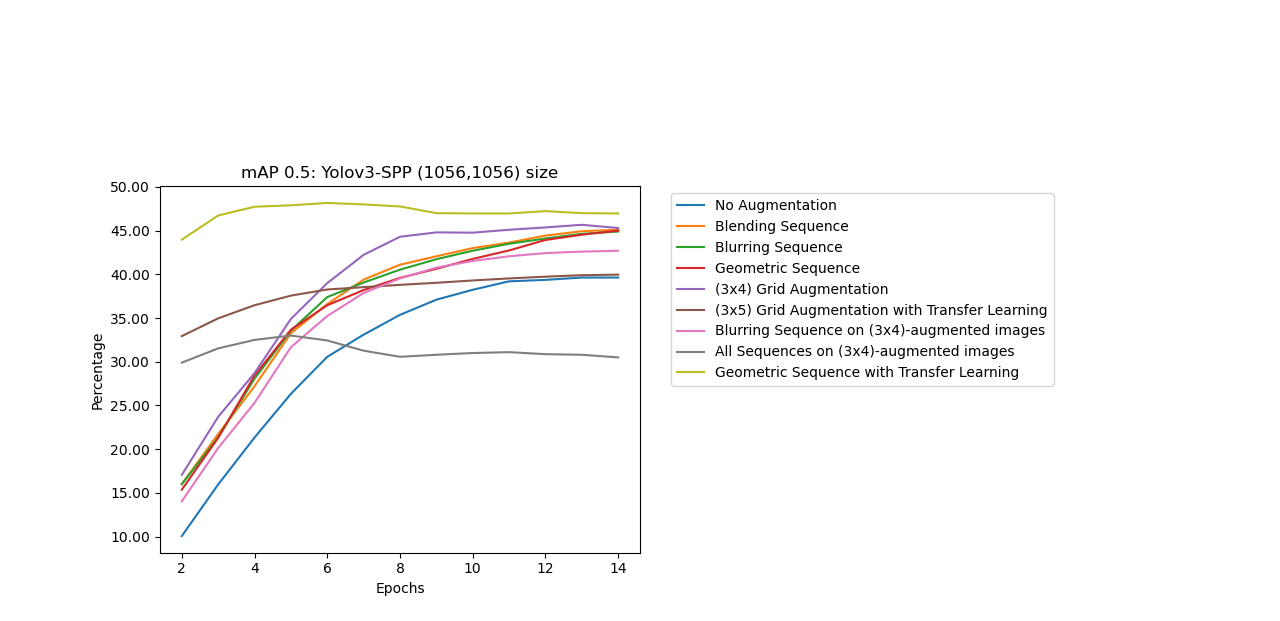 mAP 0.5: Yolov3-SPP (1056,1056) size
50.00
45.00
40.00
35.00
30.00
25.00
20.00
15.00
10.00
Percentage
2 4 6 8 10 12 14
Epochs
No Augmentation
Blending Sequence
Blurring Sequence
Geometric Sequence
(3x4) Grid Augmentation
(3x5) Grid Augmentation with Transfer Learning
Blurring Sequence on (3x4)-augmented images
All Sequences on (3x4)-augmented images
Geometric Sequence with Transfer Learning